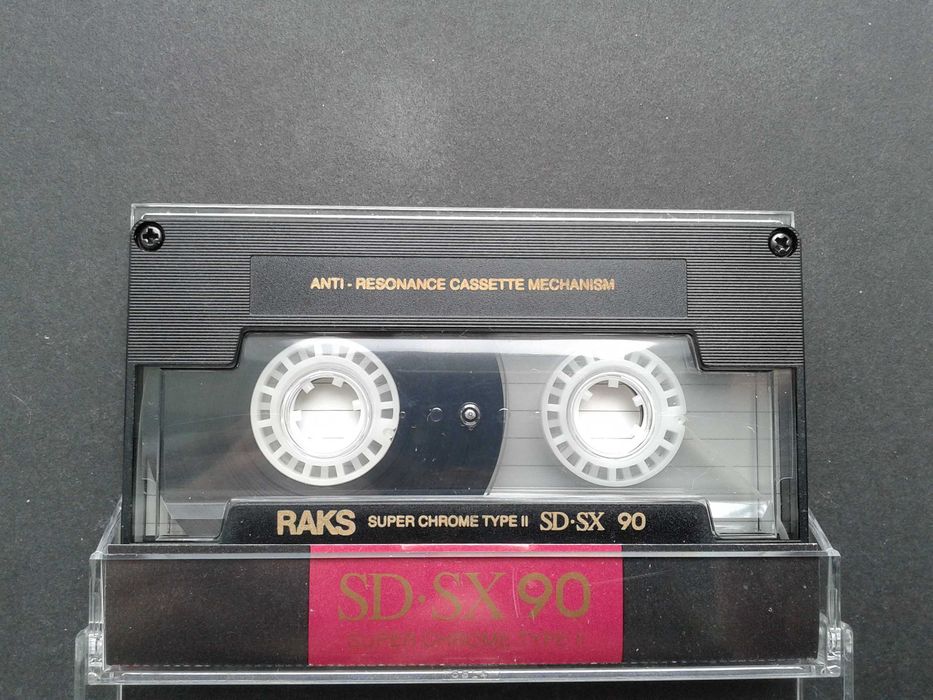 ANTI - RESONANCE CASSETTE MECHANISM
RAKS SUPER CHROME TYPE II SD·SX 90
SD·SX 90
SUPER CHROME TYPE II